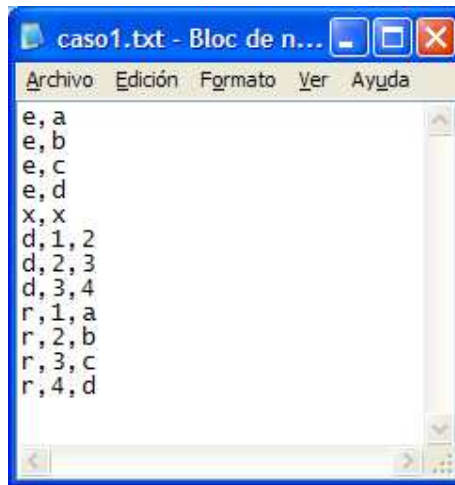 caso1.txt - Bloc de n...
Archivo Edición Formato Ver Ayuda
e,a
e,b
e,c
e,d
x,x
d,1,2
d,2,3
d,3,4
r,1,a
r,2,b
r,3,c
r,4,d